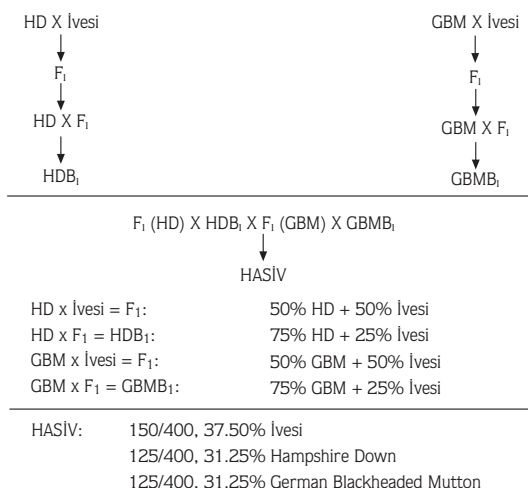 HD X İvesi GBM X İvesi
F₁ F₁
HD X F₁ GBM X F₁
HDB₁ GBMB₁
F₁ (HD) X HDB₁ X F₁ (GBM) X GBMB₁
HASİV
HD x İvesi = F₁: 50% HD + 50% İvesi
HD x F₁ = HDB₁: 75% HD + 25% İvesi
GBM x İvesi = F₁: 50% GBM + 50% İvesi
GBM x F₁ = GBMB₁: 75% GBM + 25% İvesi
HASİV: 150/400, 37.50% İvesi
125/400, 31.25% Hampshire Down
125/400, 31.25% German Blackheaded Mutton